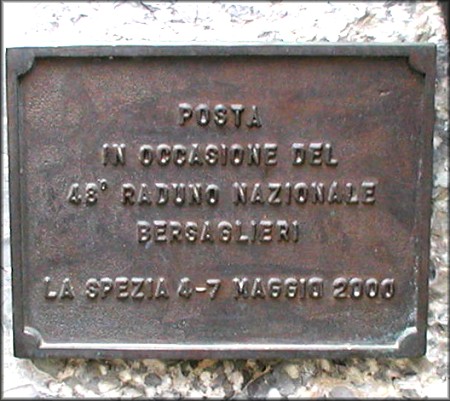 POSTA
IN OCCASIONE DEL
48° RADUNO NAZIONALE
BERSAGLIERI
LA SPEZIA 4-7 MAGGIO 2000